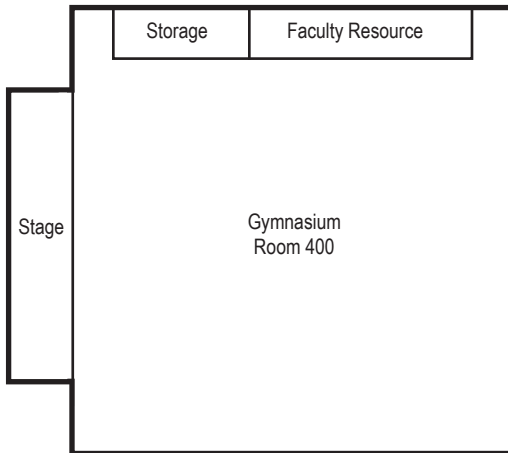 Storage
Faculty Resource
Stage
Gymnasium
Room 400